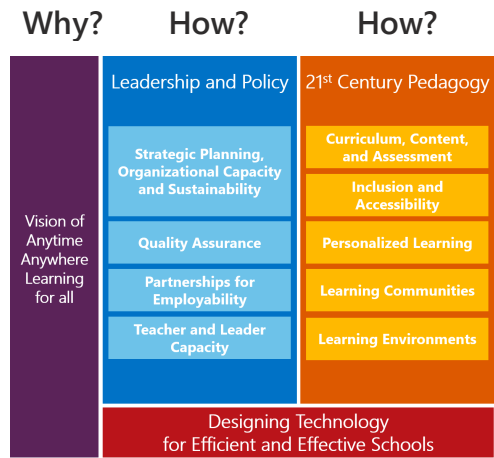 Why?
How?
How?
Vision of
Anytime
Anywhere
Learning
for all
Leadership and Policy
Strategic Planning,
Organizational Capacity
and Sustainability
Quality Assurance
Partnerships for
Employability
Teacher and Leader
Capacity
21st Century Pedagogy
Curriculum, Content,
and Assessment
Inclusion and
Accessibility
Personalized Learning
Learning Communities
Learning Environments
Designing Technology
for Efficient and Effective Schools